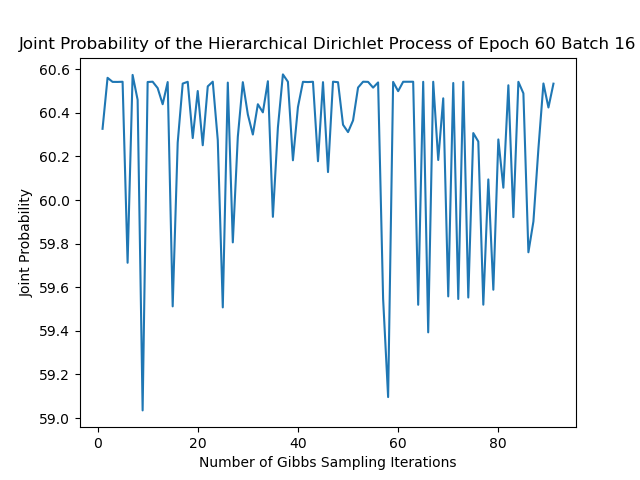 Joint Probability of the Hierarchical Dirichlet Process of Epoch 60 Batch 16
60.6
60.4
60.2
60.0
59.8
59.6
59.4
59.2
59.0
Joint Probability
0 20 40 60 80
Number of Gibbs Sampling Iterations